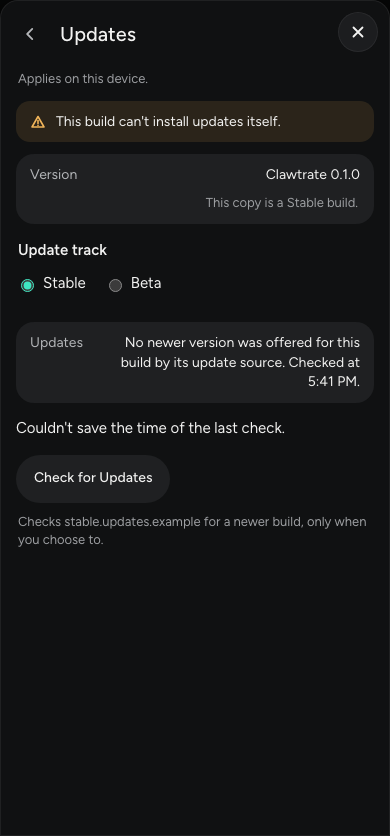 Updates
Applies on this device.
This build can't install updates itself.
Version
Clawtrate 0.1.0
This copy is a Stable build.
Update track
Stable
Beta
Updates
No newer version was offered for this
build by its update source. Checked at
5:41 PM.
Couldn't save the time of the last check.
Check for Updates
Checks stable.updates.example for a newer build, only when
you choose to.